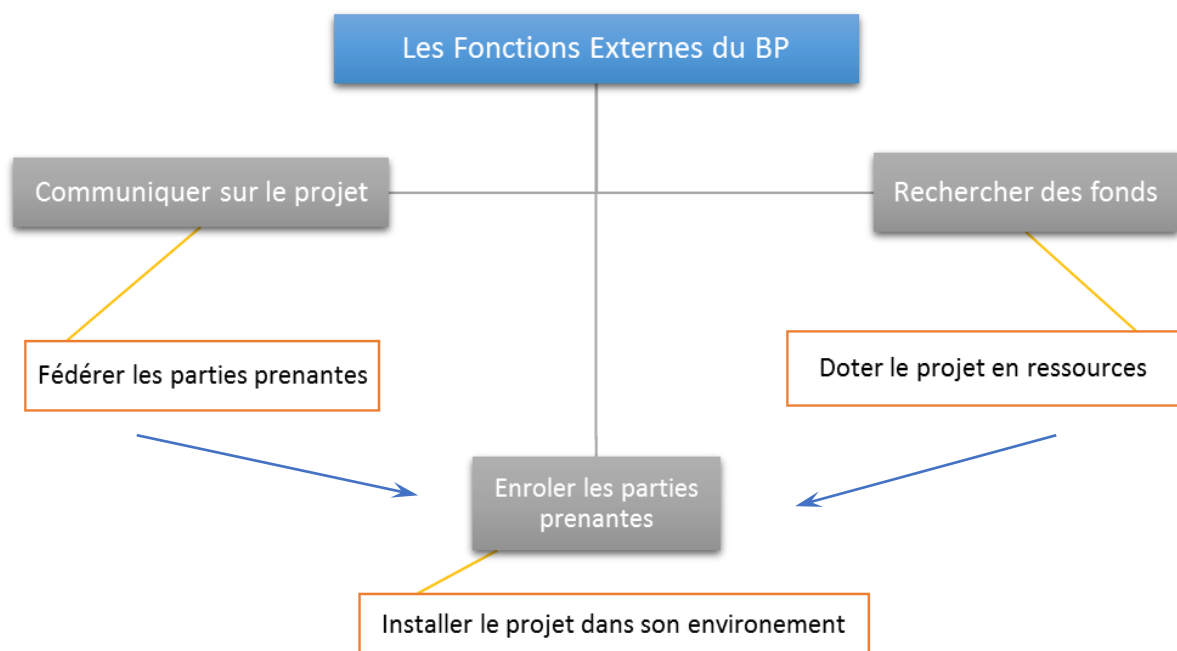 Les Fonctions Externes du BP
Communiquer sur le projet
Rechercher des fonds
Fédérer les parties prenantes
Doter le projet en ressources
Enroler les parties
prenantes
Installer le projet dans son environement